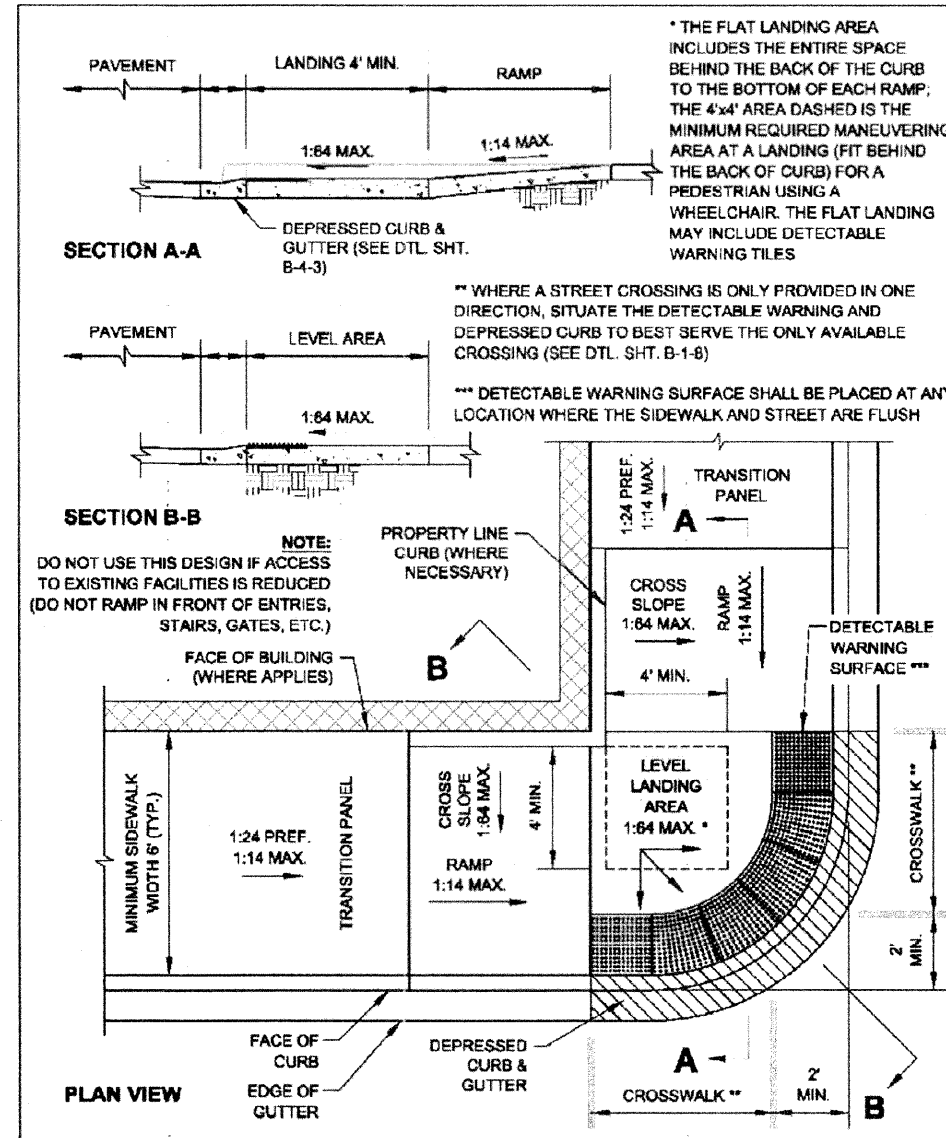 PAVEMENT
LANDING 4' MIN.
RAMP
1:64 MAX.
1:14 MAX.
DEPRESSED CURB &
GUTTER (SEE DTL. SHT.
B-4-3)
SECTION A-A
* THE FLAT LANDING AREA
INCLUDES THE ENTIRE SPACE
BEHIND THE BACK OF THE CURB
TO THE BOTTOM OF EACH RAMP;
THE 4'x4' AREA DASHED IS THE
MINIMUM REQUIRED MANEUVERING
AREA AT A LANDING (FIT BEHIND
THE BACK OF CURB) FOR A
PEDESTRIAN USING A
WHEELCHAIR. THE FLAT LANDING
MAY INCLUDE DETECTABLE
WARNING TILES
** WHERE A STREET CROSSING IS ONLY PROVIDED IN ONE
DIRECTION, SITUATE THE DETECTABLE WARNING AND
DEPRESSED CURB TO BEST SERVE THE ONLY AVAILABLE
CROSSING (SEE DTL. SHT. B-1-8)
*** DETECTABLE WARNING SURFACE SHALL BE PLACED AT ANY
LOCATION WHERE THE SIDEWALK AND STREET ARE FLUSH
PAVEMENT
LEVEL AREA
1:64 MAX.
SECTION B-B
NOTE:
DO NOT USE THIS DESIGN IF ACCESS
TO EXISTING FACILITIES IS REDUCED
(DO NOT RAMP IN FRONT OF ENTRIES,
STAIRS, GATES, ETC.)
FACE OF BUILDING
(WHERE APPLIES)
B
PROPERTY LINE
CURB (WHERE
NECESSARY)
1:24 PREF.
1:14 MAX.
TRANSITION
PANEL
A
CROSS
SLOPE
1:64 MAX.
RAMP
1:14 MAX.
4' MIN.
DETECTABLE
WARNING
SURFACE ***
MINIMUM SIDEWALK
WIDTH 6' (TYP.)
1:24 PREF.
1:14 MAX.
TRANSITION PANEL
CROSS
SLOPE
1:64 MAX.
RAMP
1:14 MAX.
4' MIN.
LEVEL
LANDING
AREA
1:64 MAX. *
CROSSWALK **
2'
MIN.
FACE OF
CURB
EDGE OF
GUTTER
DEPRESSED
CURB &
GUTTER
A
CROSSWALK **
2'
MIN.
B
PLAN VIEW